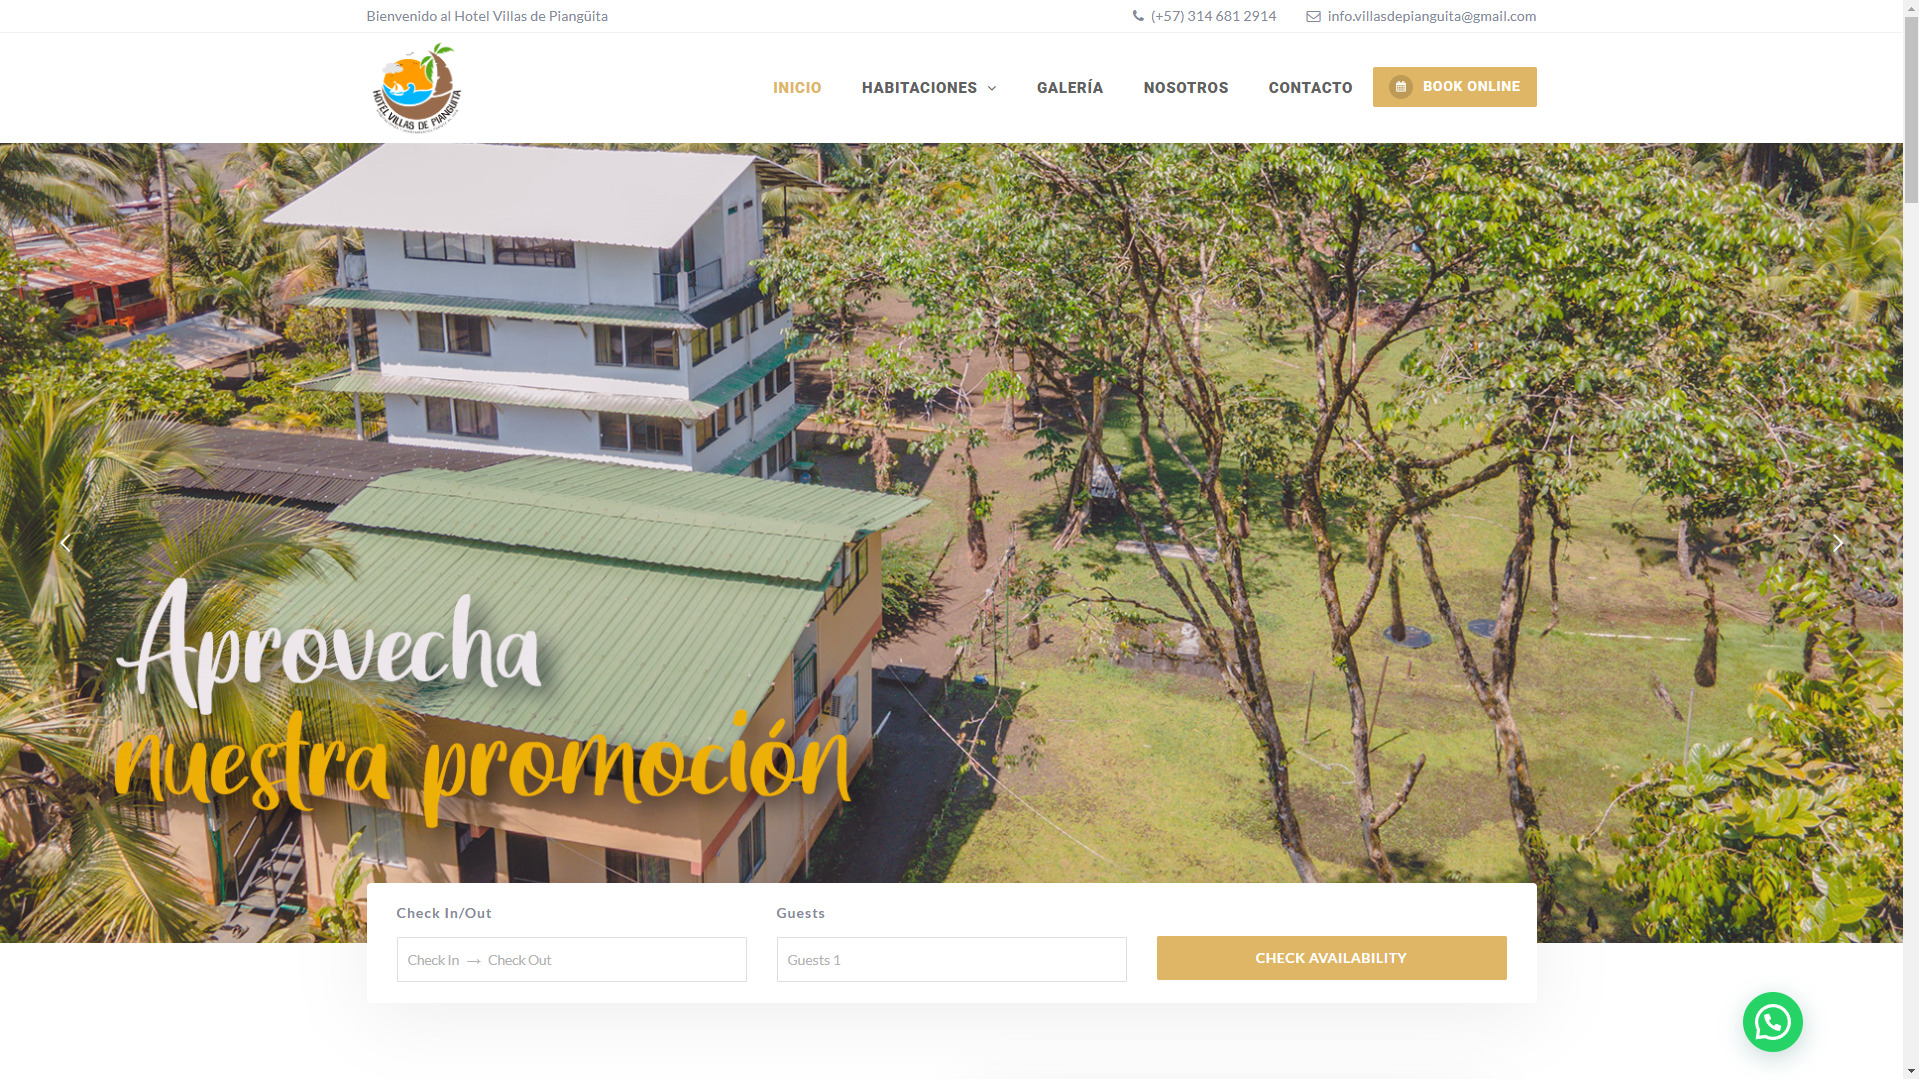 Bienvenido al Hotel Villas de Piangüita
(+57) 314 681 2914
info.villasdepianguita@gmail.com
HOTEL VILLAS DE PIANGUITA
INICIO
HABITACIONES
GALERÍA
NOSOTROS
CONTACTO
BOOK ONLINE
Aprovecha
nuestra promoción
Check In/Out
Guests
Check In → Check Out
Guests 1
CHECK AVAILABILITY